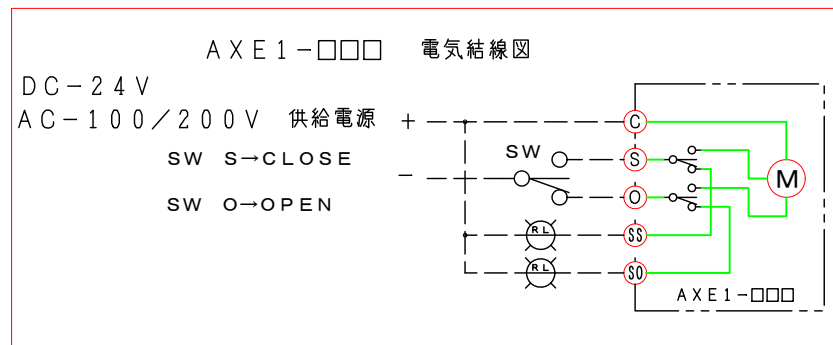 AXE1-□□□ 電気結線図
DC-24V
AC-100/200V 供給電源 +
-
SW S→CLOSE
SW O→OPEN
SW
C
S
O
SS
SO
RL
RL
M
AXE1-□□□